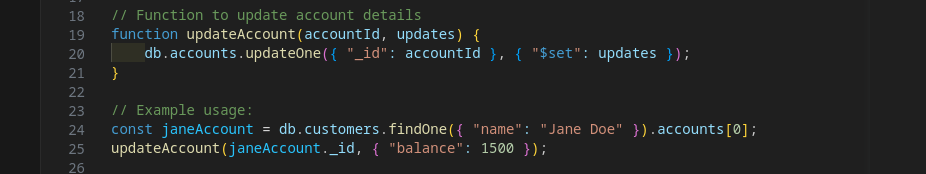 18 // Function to update account details
19 function updateAccount(accountId, updates) {
20     db.accounts.updateOne({ "_id": accountId }, { "$set": updates });
21 }
22
23 // Example usage:
24 const janeAccount = db.customers.findOne({ "name": "Jane Doe" }).accounts[0];
25 updateAccount(janeAccount._id, { "balance": 1500 });
26